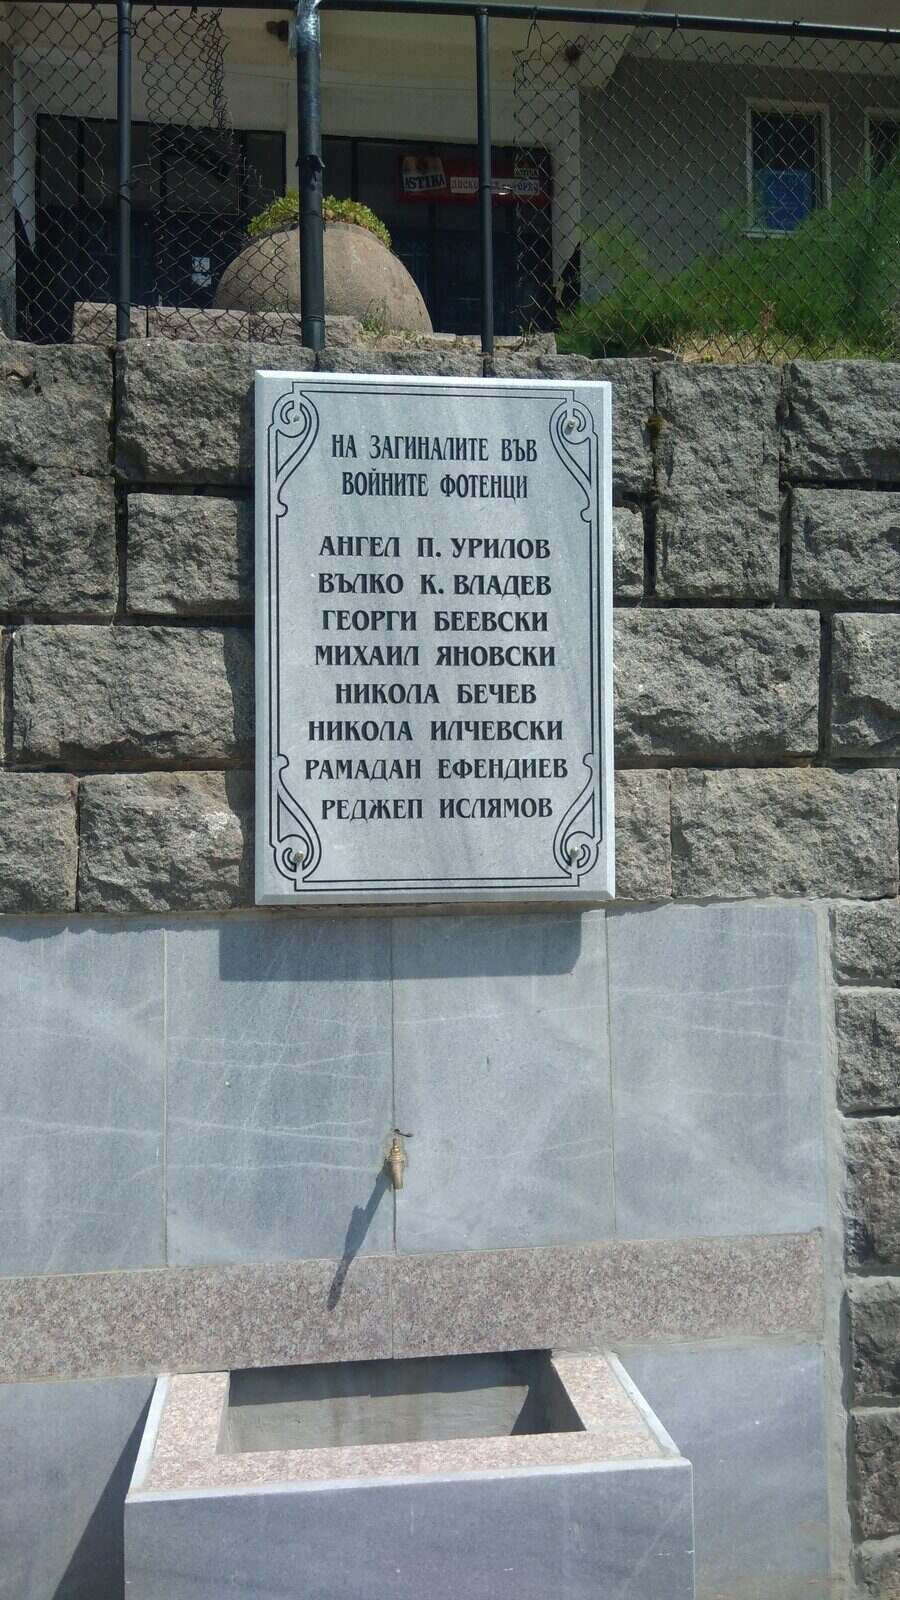 ASTIKA
НА ЗАГИНАЛИТЕ ВЪВ
ВОЙНИТЕ ФОТЕНЦИ
АНГЕЛ П. УРИЛОВ
ВЪЛКО К. ВЛАДЕВ
ГЕОРГИ БЕЕВСКИ
МИХАИЛ ЯНОВСКИ
НИКОЛА БЕЧЕВ
НИКОЛА ИЛЧЕВСКИ
РАМАДАН ЕФЕНДИЕВ
РЕДЖЕП ИСЛЯМОВ